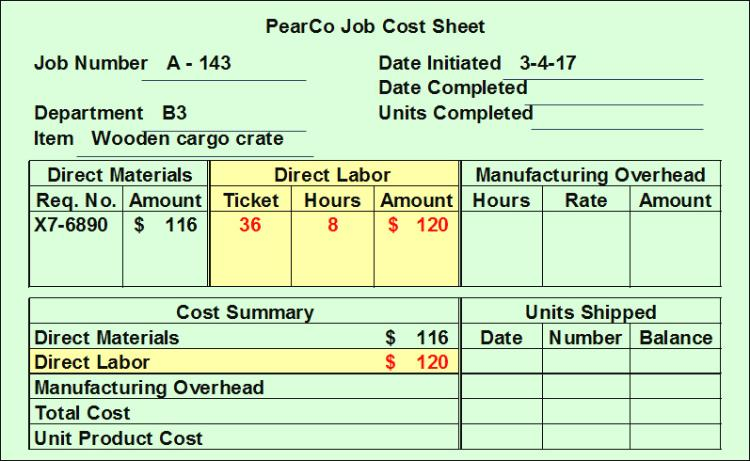 PearCo Job Cost Sheet
Job Number A - 143 Date Initiated 3-4-17
Date Completed
Department B3 Units Completed
Item Wooden cargo crate
Direct Materials Direct Labor Manufacturing Overhead
Req. No. Amount Ticket Hours Amount Hours Rate Amount
X7-6890 $ 116 36 8 $ 120
Cost Summary Units Shipped
Direct Materials $ 116 Date Number Balance
Direct Labor $ 120
Manufacturing Overhead
Total Cost
Unit Product Cost